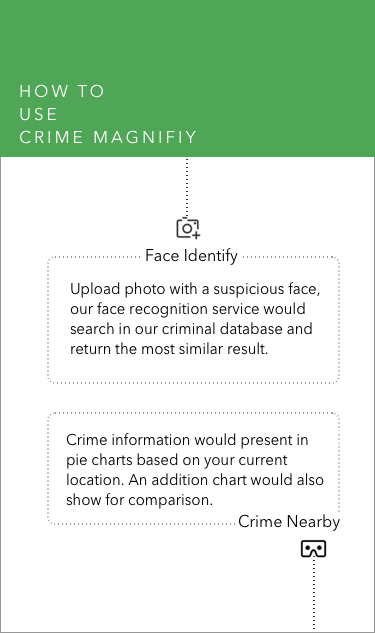 HOW TO
USE
CRIME MAGNIFIY
Face Identify
Upload photo with a suspicious face,
our face recognition service would
search in our criminal database and
return the most similar result.
Crime information would present in
pie charts based on your current
location. An addition chart would also
show for comparison.
Crime Nearby